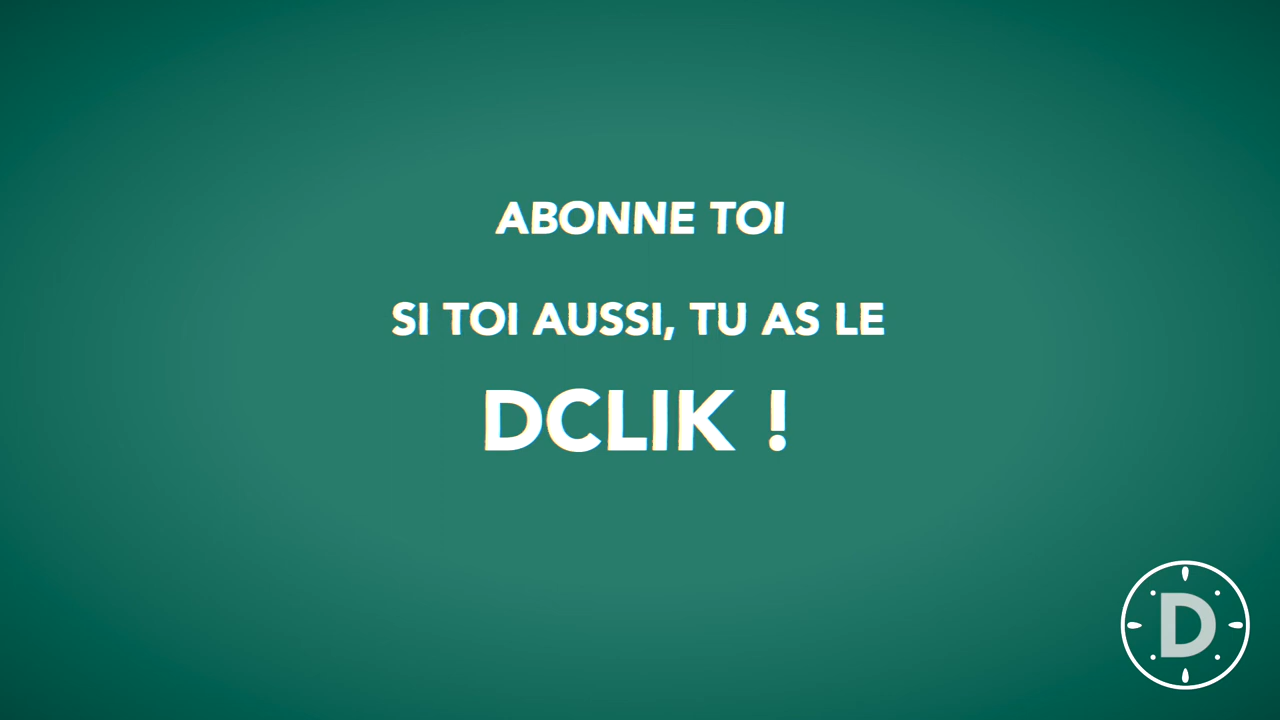 ABONNE TOI
SI TOI AUSSI, TU AS LE
DCLIK !
D